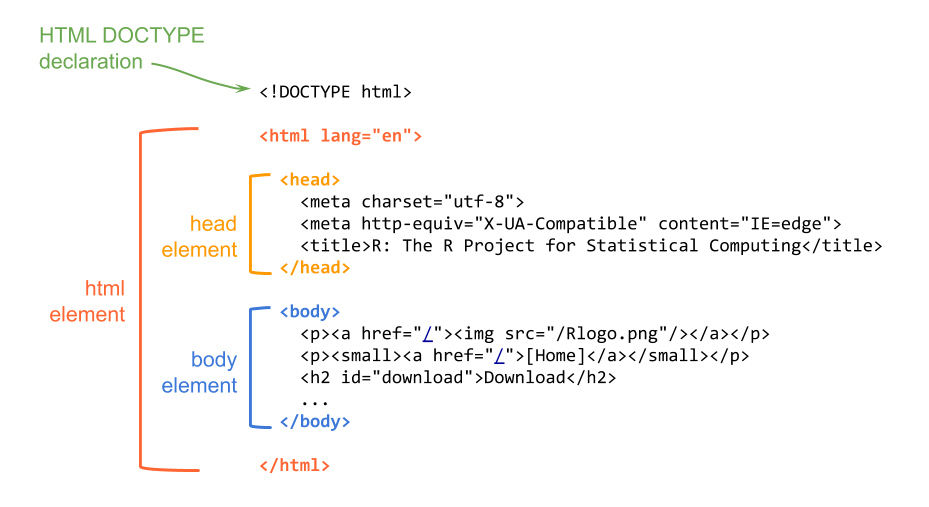 HTML DOCTYPE
declaration
<!DOCTYPE html>
<html lang="en">
<head>
<meta charset="utf-8">
<meta http-equiv="X-UA-Compatible" content="IE=edge">
<title>R: The R Project for Statistical Computing</title>
</head>
head
element
html
element
<body>
<p><a href="/"><img src="/Rlogo.png"/></a></p>
<p><small><a href="/">[Home]</a></small></p>
<h2 id="download">Download</h2>
...
</body>
body
element
</html>